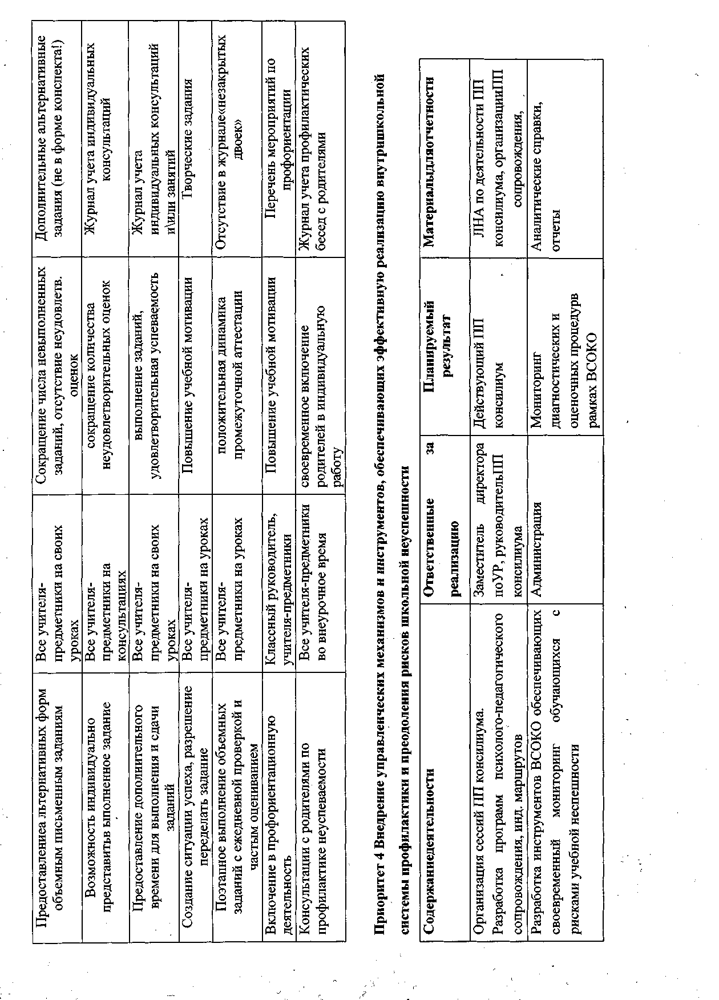 Предоставлениеа льтернативных форм
объемным письменным заданиям
Все учителя-
предметники на своих
уроках
Сокращение числа невыполненных
заданий, отсутствие неудовлетв.
оценок
Дополнительные альтернативные
задания (не в форме конспекта!)
Возможность индивидуально
представитьв ыполненное задание
Все учителя-
предметники на
консультациях
сокращение количества
неудовлетворительных оценок
Журнал учета индивидуальных
консультаций
Предоставление дополнительного
времени для выполнения и сдачи
заданий
Все учителя-
предметники на своих
уроках
выполнение заданий,
удовлетворительная успеваемость
Журнал учета
индивидуальных консультаций
и\или занятий
Создание ситуации успеха, разрешение
переделать задание
Все учителя-
предметники на уроках
Повышение учебной мотивации
Творческие задания
Поэтапное выполнение объемных
заданий с ежедневной проверкой и
частым оцениванием
Все учителя-
предметники на уроках
положительная динамика
промежуточной аттестации
Отсутствие в журнале«незакрытых
двоек»
Включение в профориентационную
деятельность
Классный руководитель,
учителя-предметники
Повышение учебной мотивации
Перечень мероприятий по
профориентации
Консультации с родителями по
профилактике неуспеваемости
Все учителя-предметники
во внеурочное время
своевременное включение
родителей в индивидуальную
работу
Журнал учета профилактических
бесед с родителями
Приоритет 4 Внедрение управленческих механизмов и инструментов, обеспечивающих эффективную реализацию внутришкольной
системы профилактики и преодоления рисков школьной неуспешности
Содержаниедеятельности
Ответственные за
реализацию
Планируемый
результат
Материалыдляотчетности
Организация сессий ПП консилиума.
Разработка программ психолого-педагогического
сопровождения, инд. маршрутов
Заместитель директора
поУР, руководительПП
консилиума
Действующий ПП
консилиум
ЛНА по деятельности ПП
консилиума, организацииПП
сопровождения,
Разработка инструментов ВСОКО обеспечивающих
своевременный мониторинг обучающихся с
рисками учебной неспешности
Администрация
Мониторинг
диагностических и
оценочных процедурв
рамках ВСОКО
Аналитические справки,
отчеты